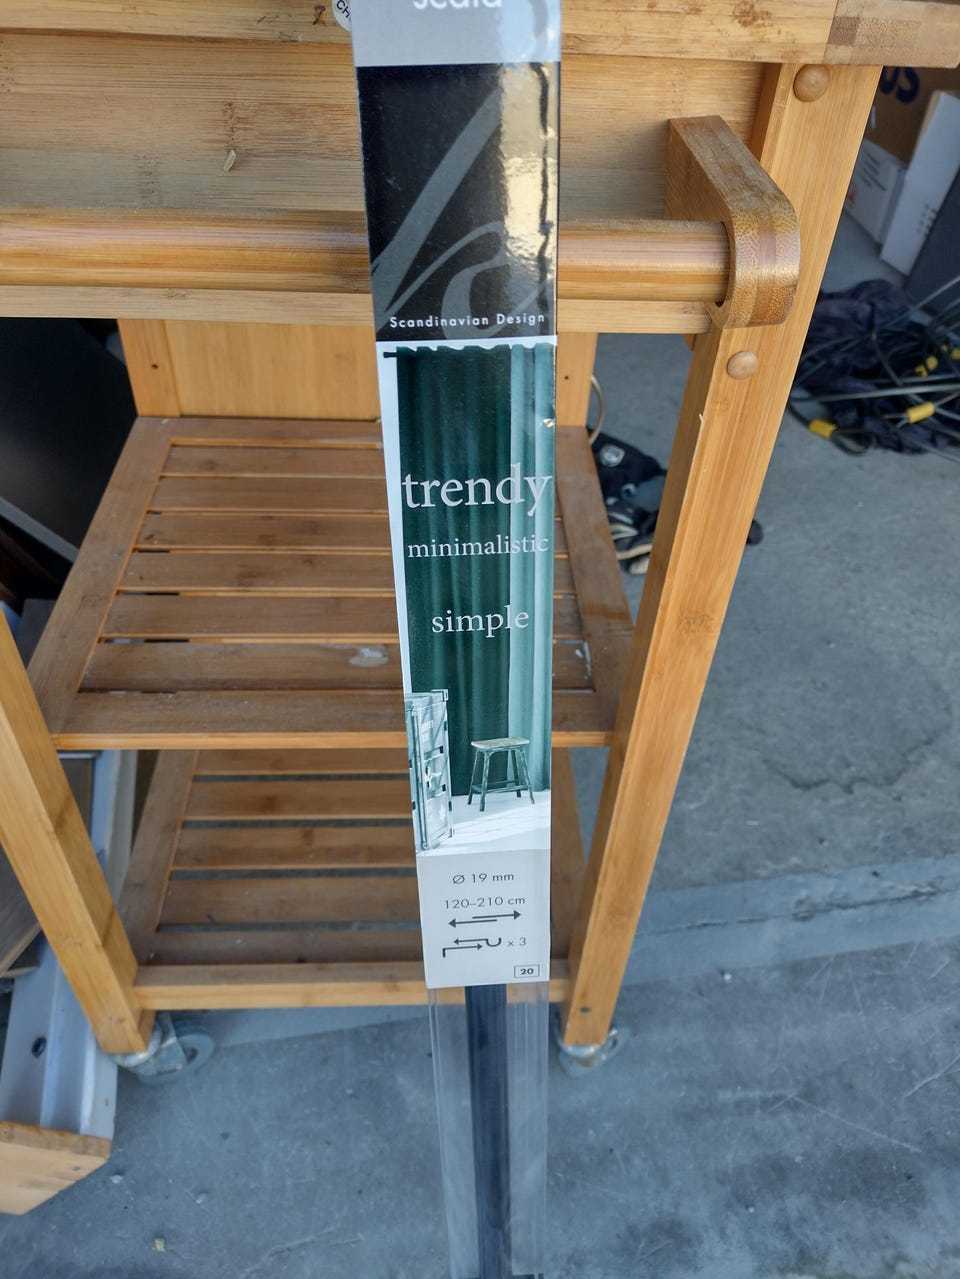 Scandinavian Design
trendy
minimalistic
simple
Ø 19 mm
120–210 cm
x 3
20